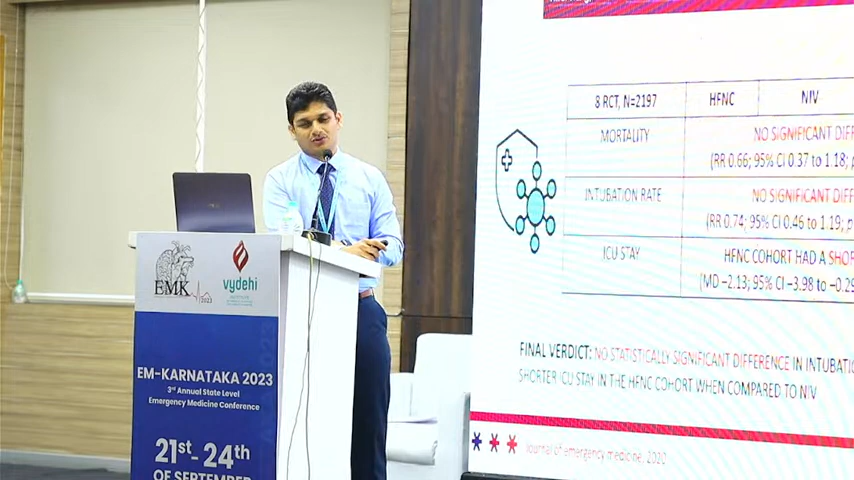 EMK
2023
vydehi
EM-KARNATAKA 2023
3rd Annual State Level
Emergency Medicine Conference
21st - 24th
OF SEPTEMBER
8 RCT, N=2197
HFNC
NIV
MORTALITY
NO SIGNIFICANT DIFF
(RR 0.66; 95% CI 0.37 to 1.18; p
INTUBATION RATE
NO SIGNIFICANT DIFF
(RR 0.74; 95% CI 0.46 to 1.19; p
ICU STAY
HFNC COHORT HAD A SHOR
(MD –2.13; 95% CI –3.98 to –0.29
FINAL VERDICT: NO STATISTICALLY SIGNIFICANT DIFFERENCE IN INTUBATIO
SHORTER ICU STAY IN THE HFNC COHORT WHEN COMPARED TO NIV
Journal of emergency medicine, 2020